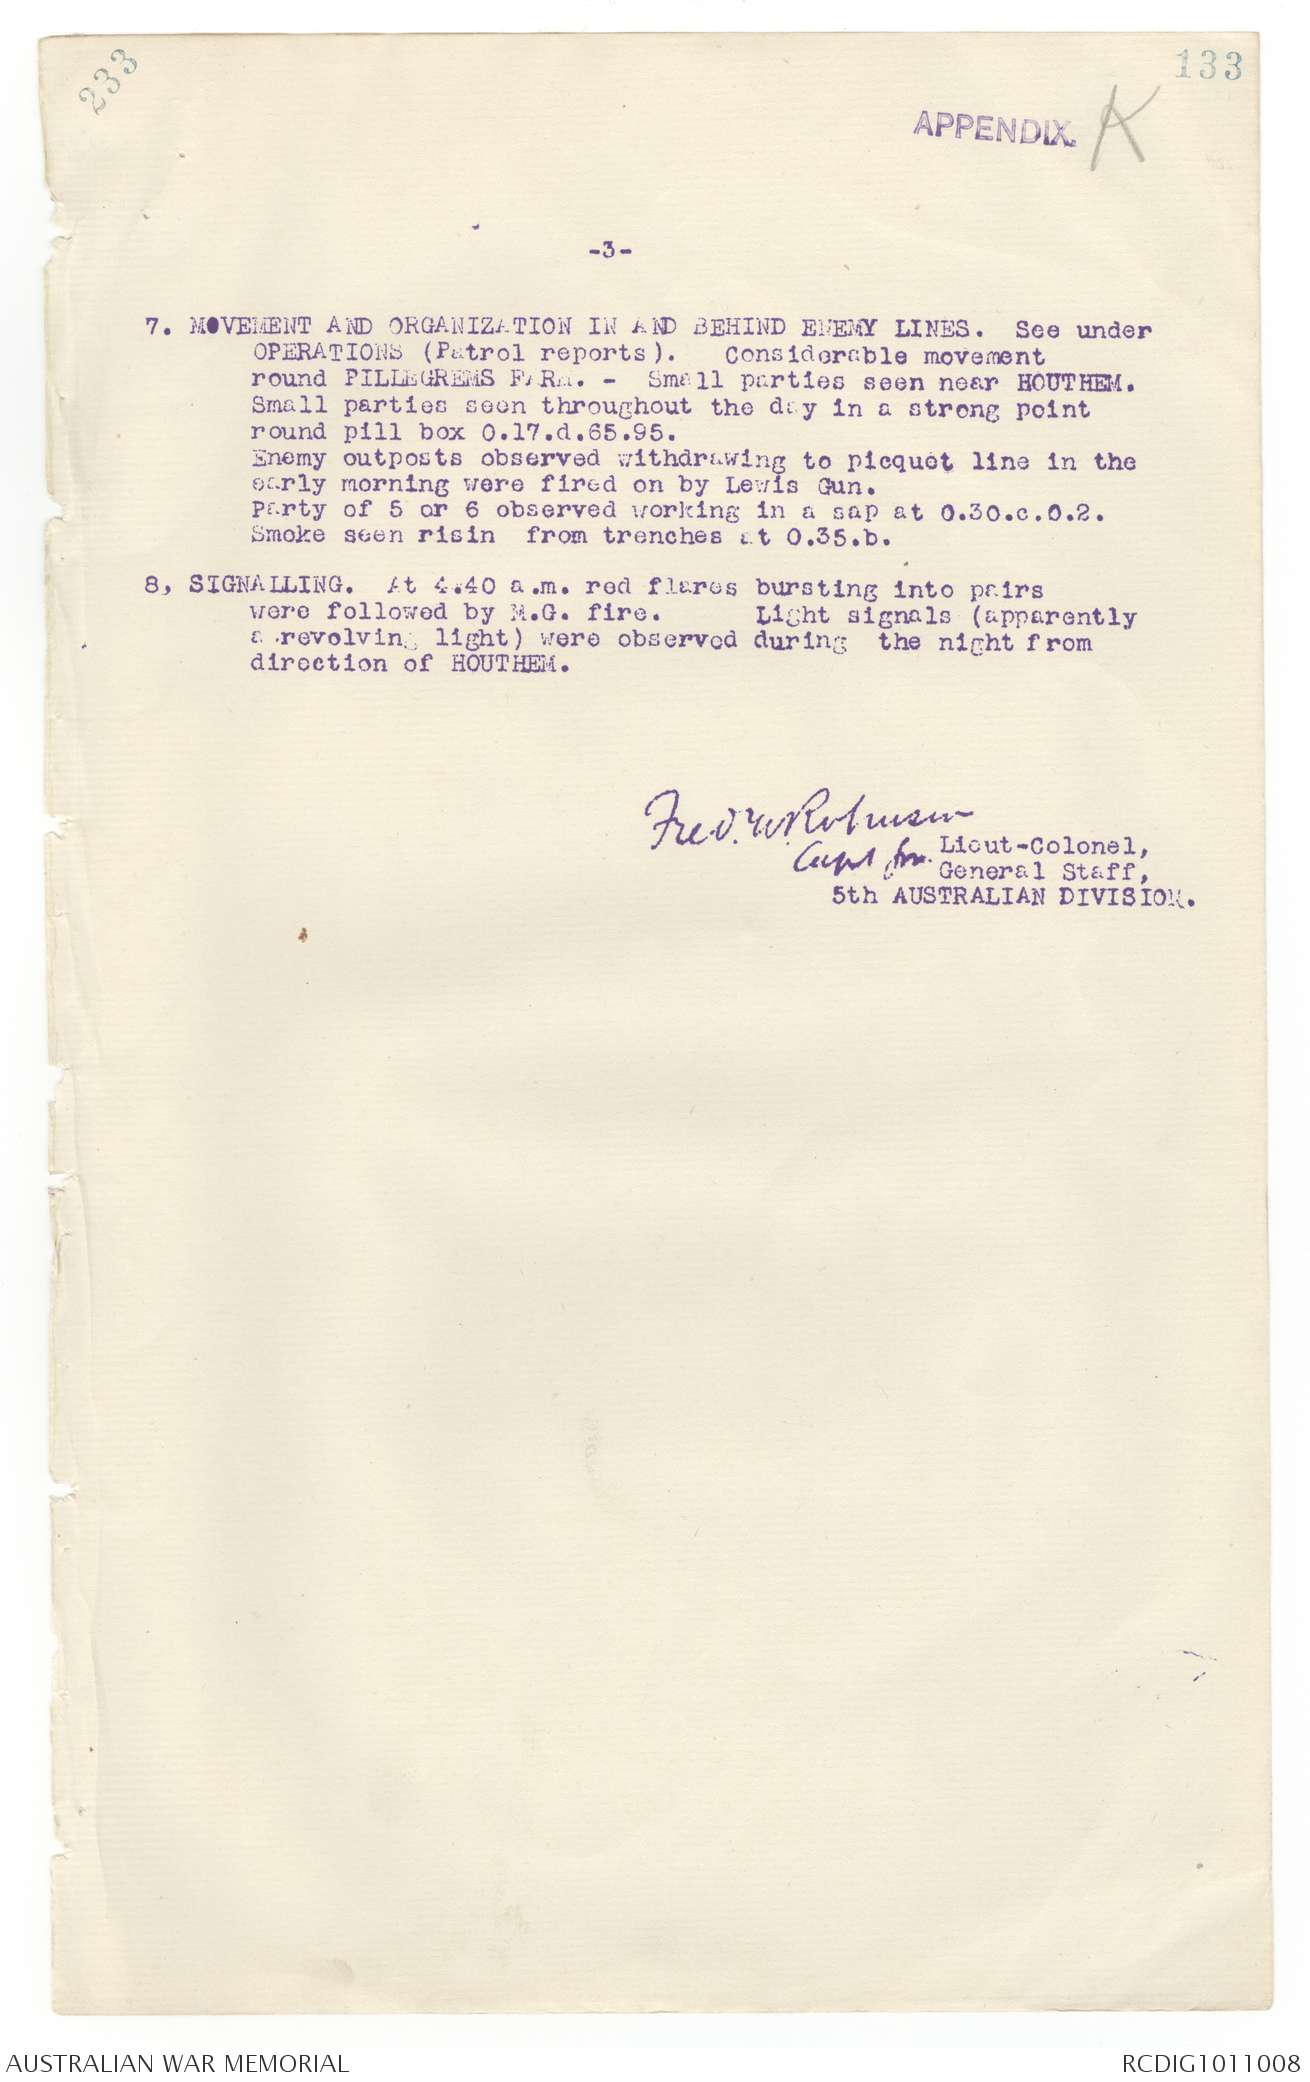 233
133
APPENDIX. K
-3-
7. MOVEMENT AND ORGANIZATION IN AND BEHIND ENEMY LINES. See under
OPERATIONS (Patrol reports). Considerable movement
round PILLEGREMS FARM. - Small parties seen near HOUTHEM.
Small parties seen throughout the day in a strong point
round pill box O.17.d.65.95.
Enemy outposts observed withdrawing to picquet line in the
early morning were fired on by Lewis Gun.
Party of 5 or 6 observed working in a sap at O.30.c.0.2.
Smoke seen risin from trenches at O.35.b.
8, SIGNALLING. At 4.40 a.m. red flares bursting into pairs
were followed by M.G. fire. Light signals (apparently
a revolving light) were observed during the night from
direction of HOUTHEM.
Fred. W. Robinson
Capt for Lieut-Colonel,
General Staff,
5th AUSTRALIAN DIVISION.
AUSTRALIAN WAR MEMORIAL
RCDIG1011008